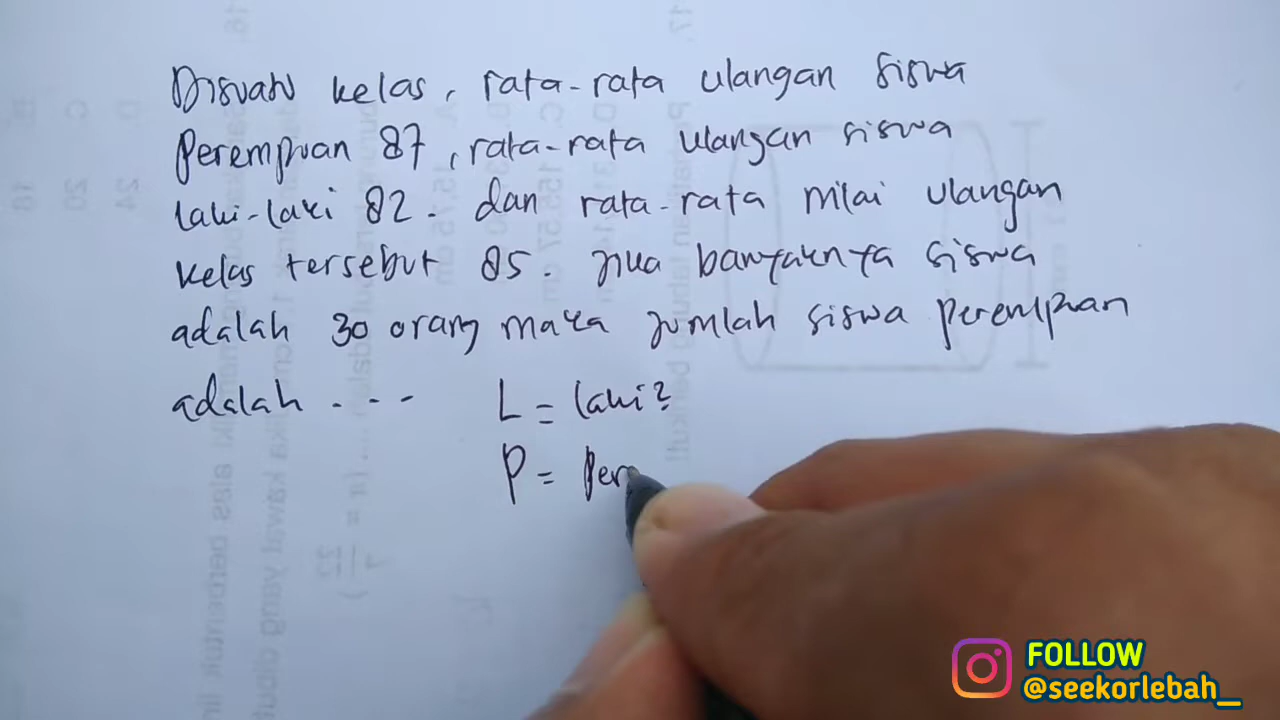 Disuatu kelas, rata-rata ulangan siswa
Perempuan 87, rata-rata ulangan siswa
laki-laki 82. dan rata-rata nilai ulangan
kelas tersebut 85. jika banyaknya siswa
adalah 30 orang maka jumlah siswa perempuan
adalah ...
L = laki2
P = Per
FOLLOW
@seekorlebah_